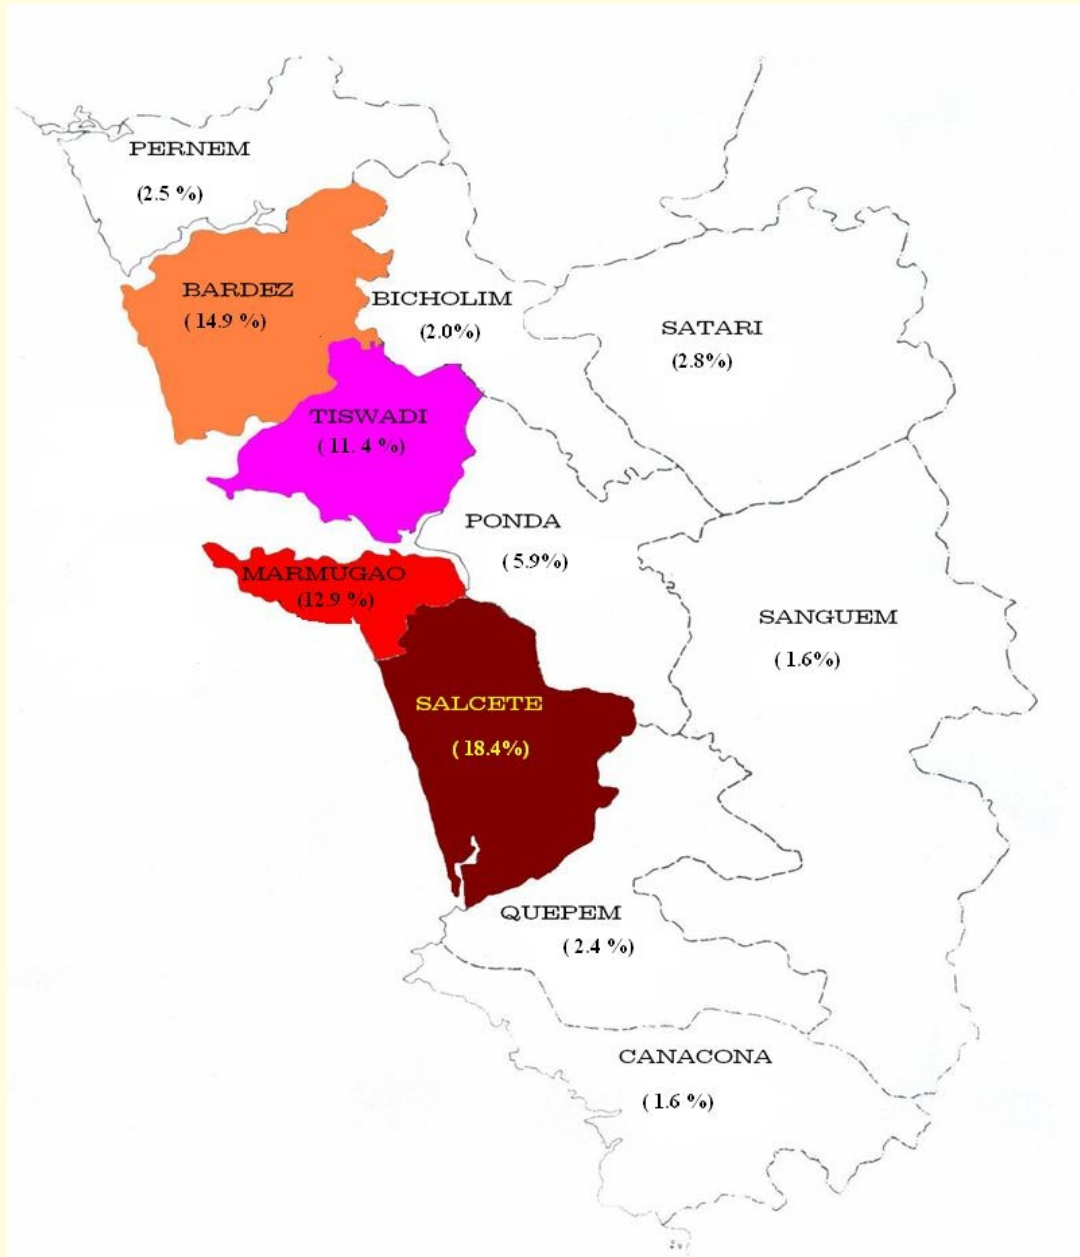 PERNEM
(2.5 %)
BARDEZ
( 14.9 %)
BICHOLIM
(2.0%)
SATARI
(2.8%)
TISWADI
( 11. 4 %)
PONDA
( 5.9%)
MARMUGAO
(12.9 %)
SANGUEM
( 1.6%)
SALCETE
( 18.4%)
QUEPEM
( 2.4 %)
CANACONA
( 1.6 %)